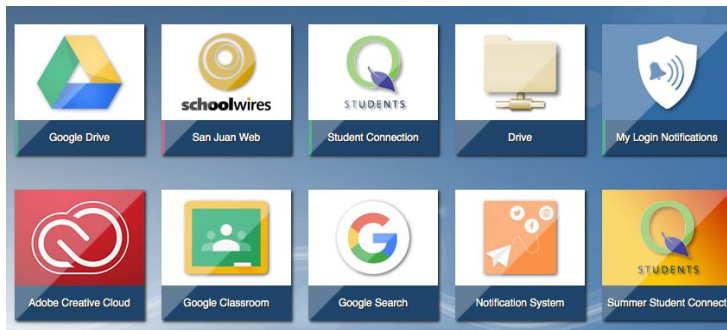 schoolwires
STUDENTS
Google Drive
San Juan Web
Student Connection
Drive
My Login Notifications
STUDENTS
Adobe Creative Cloud
Google Classroom
Google Search
Notification System
Summer Student Connect